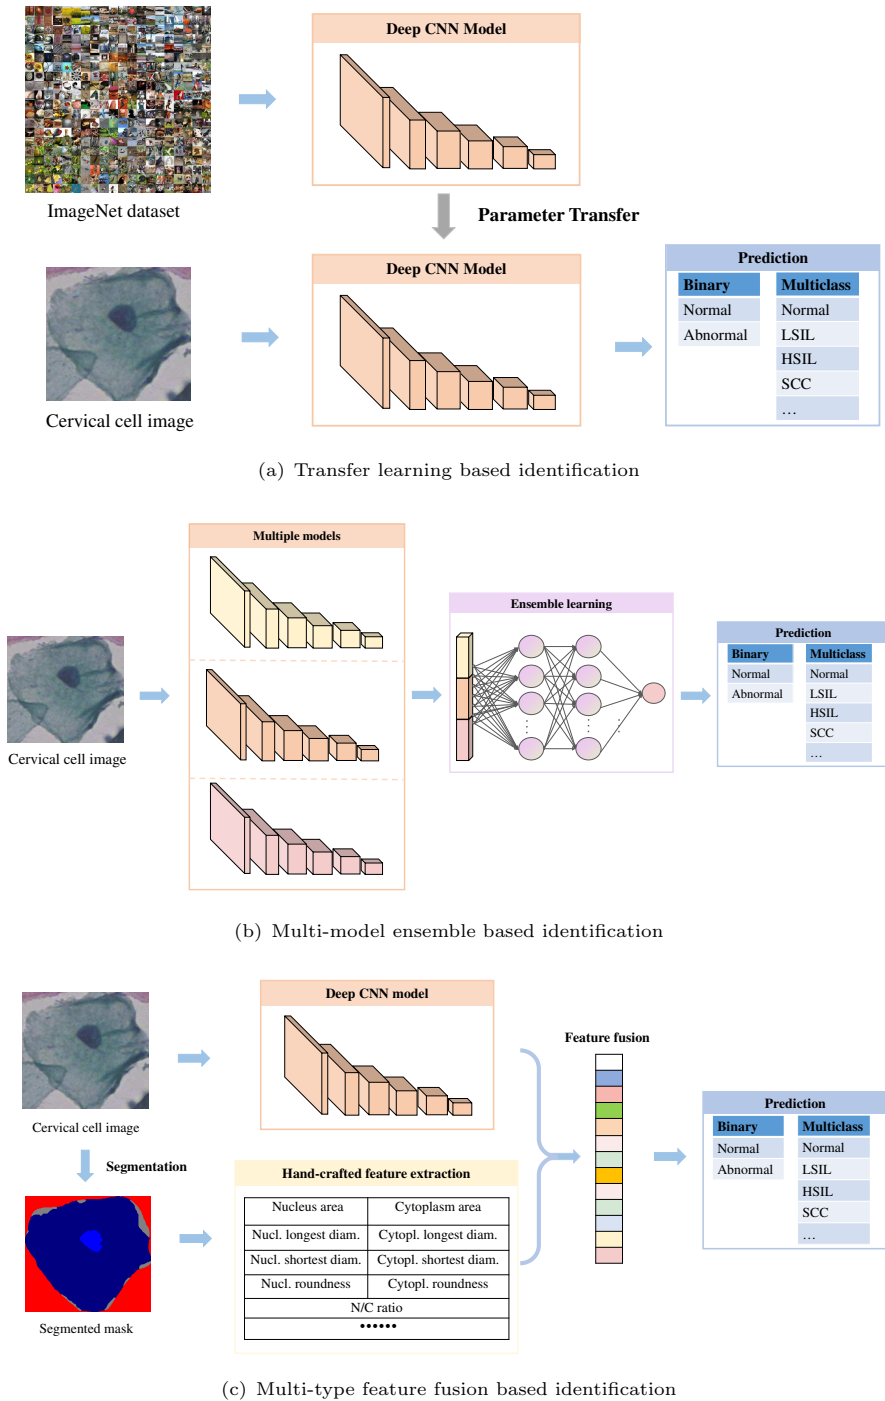 Deep CNN Model
ImageNet dataset
Parameter Transfer
Deep CNN Model
Prediction
Binary Multiclass
Normal Normal
Abnormal LSIL
HSIL
SCC
...
Cervical cell image
(a) Transfer learning based identification
Multiple models
Ensemble learning
Prediction
Binary Multiclass
Normal Normal
Abnormal LSIL
HSIL
SCC
...
Cervical cell image
(b) Multi-model ensemble based identification
Deep CNN model
Feature fusion
Cervical cell image
Segmentation
Hand-crafted feature extraction
Nucleus area Cytoplasm area
Nucl. longest diam. Cytopl. longest diam.
Nucl. shortest diam. Cytopl. shortest diam.
Nucl. roundness Cytopl. roundness
N/C ratio
••••••
Segmented mask
Prediction
Binary Multiclass
Normal Normal
Abnormal LSIL
HSIL
SCC
...
(c) Multi-type feature fusion based identification